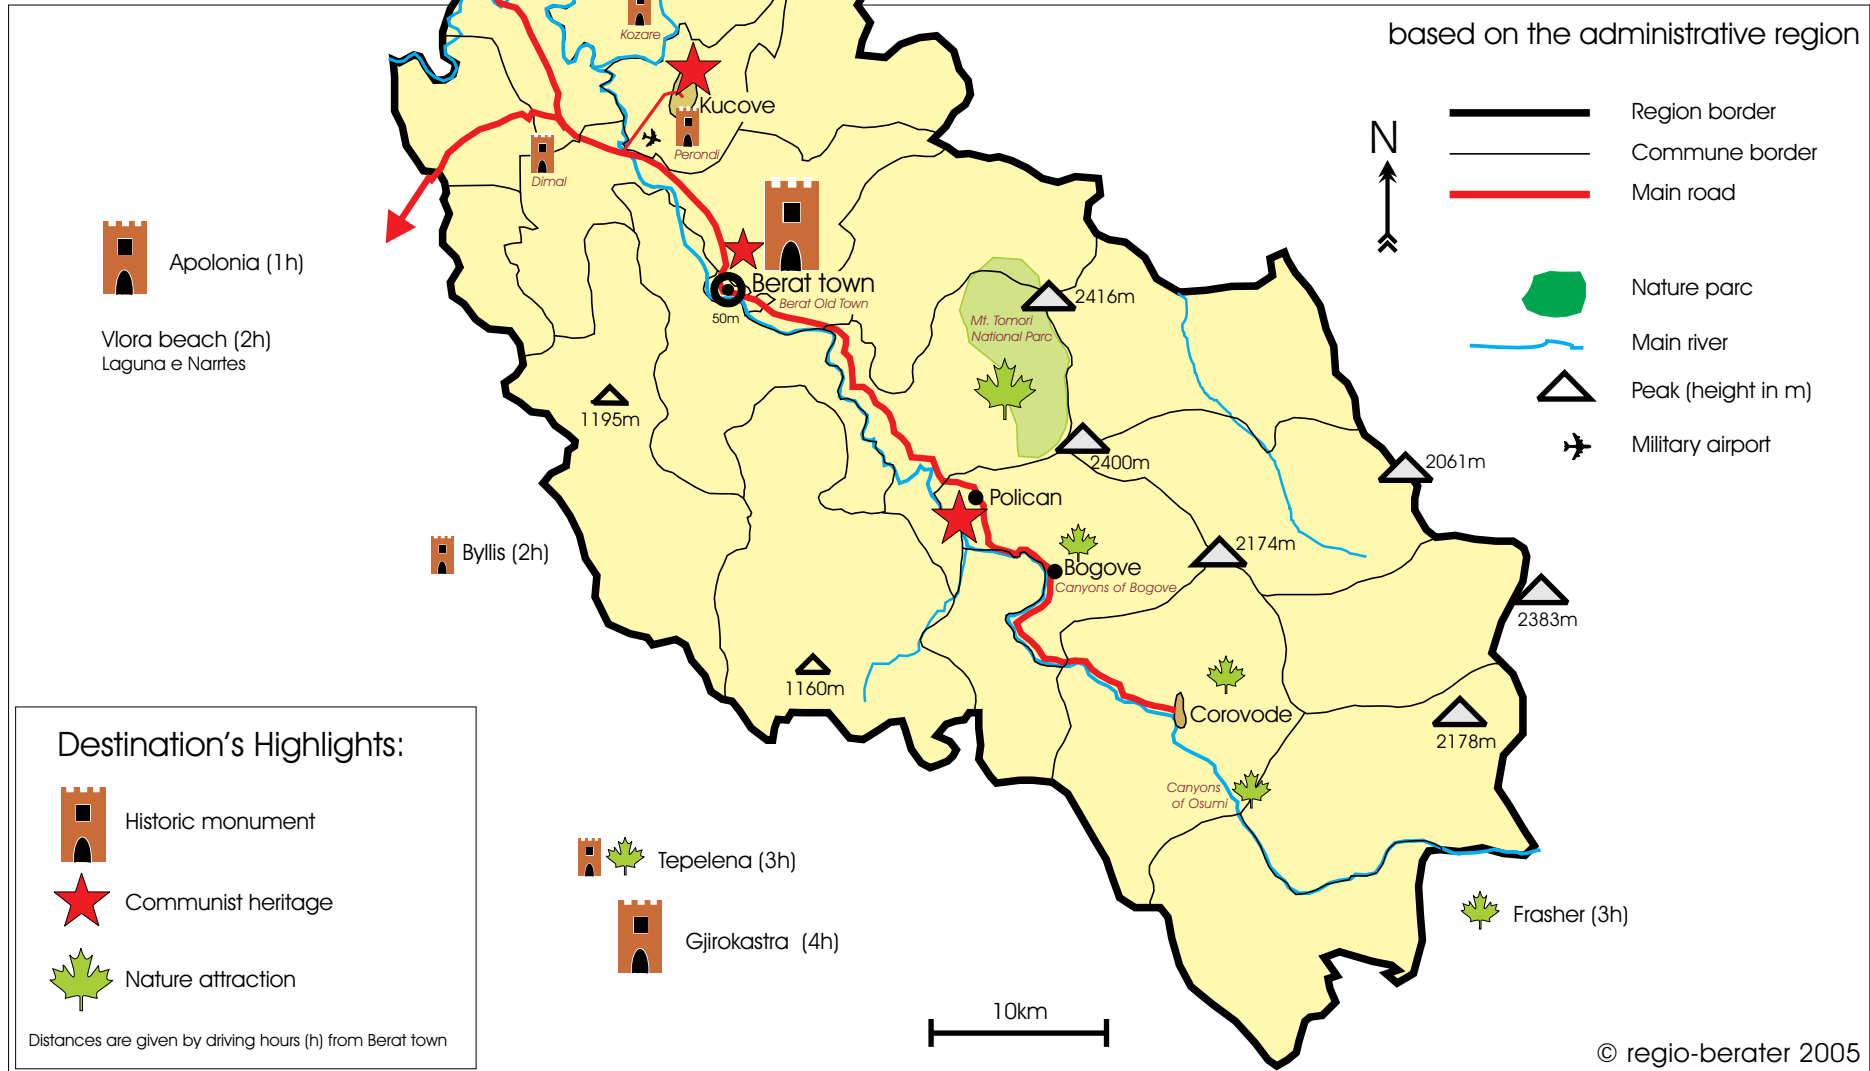 based on the administrative region
Kozare
Kucove
Perondi
Dimal
N
Region border
Commune border
Main road
Nature parc
Main river
Peak (height in m)
Military airport
Apolonia (1h)
Vlora beach (2h)
Laguna e Narrtes
Berat town
Berat Old Town
50m
Mt. Tomori
National Parc
2416m
1195m
2400m
2061m
Polican
Byllis (2h)
2174m
Bogove
Canyons of Bogove
2383m
1160m
Corovode
2178m
Canyons
of Osumi
Destination's Highlights:
Historic monument
Communist heritage
Nature attraction
Distances are given by driving hours (h) from Berat town
Tepelena (3h)
Gjirokastra (4h)
Frasher (3h)
10km
© regio-berater 2005